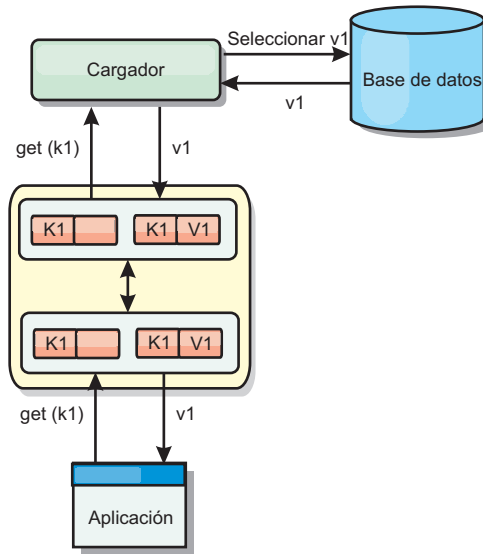 Seleccionar v1
Cargador
Base de datos
v1
get (k1)
v1
K1
K1 V1
K1
K1 V1
get (k1)
v1
Aplicación